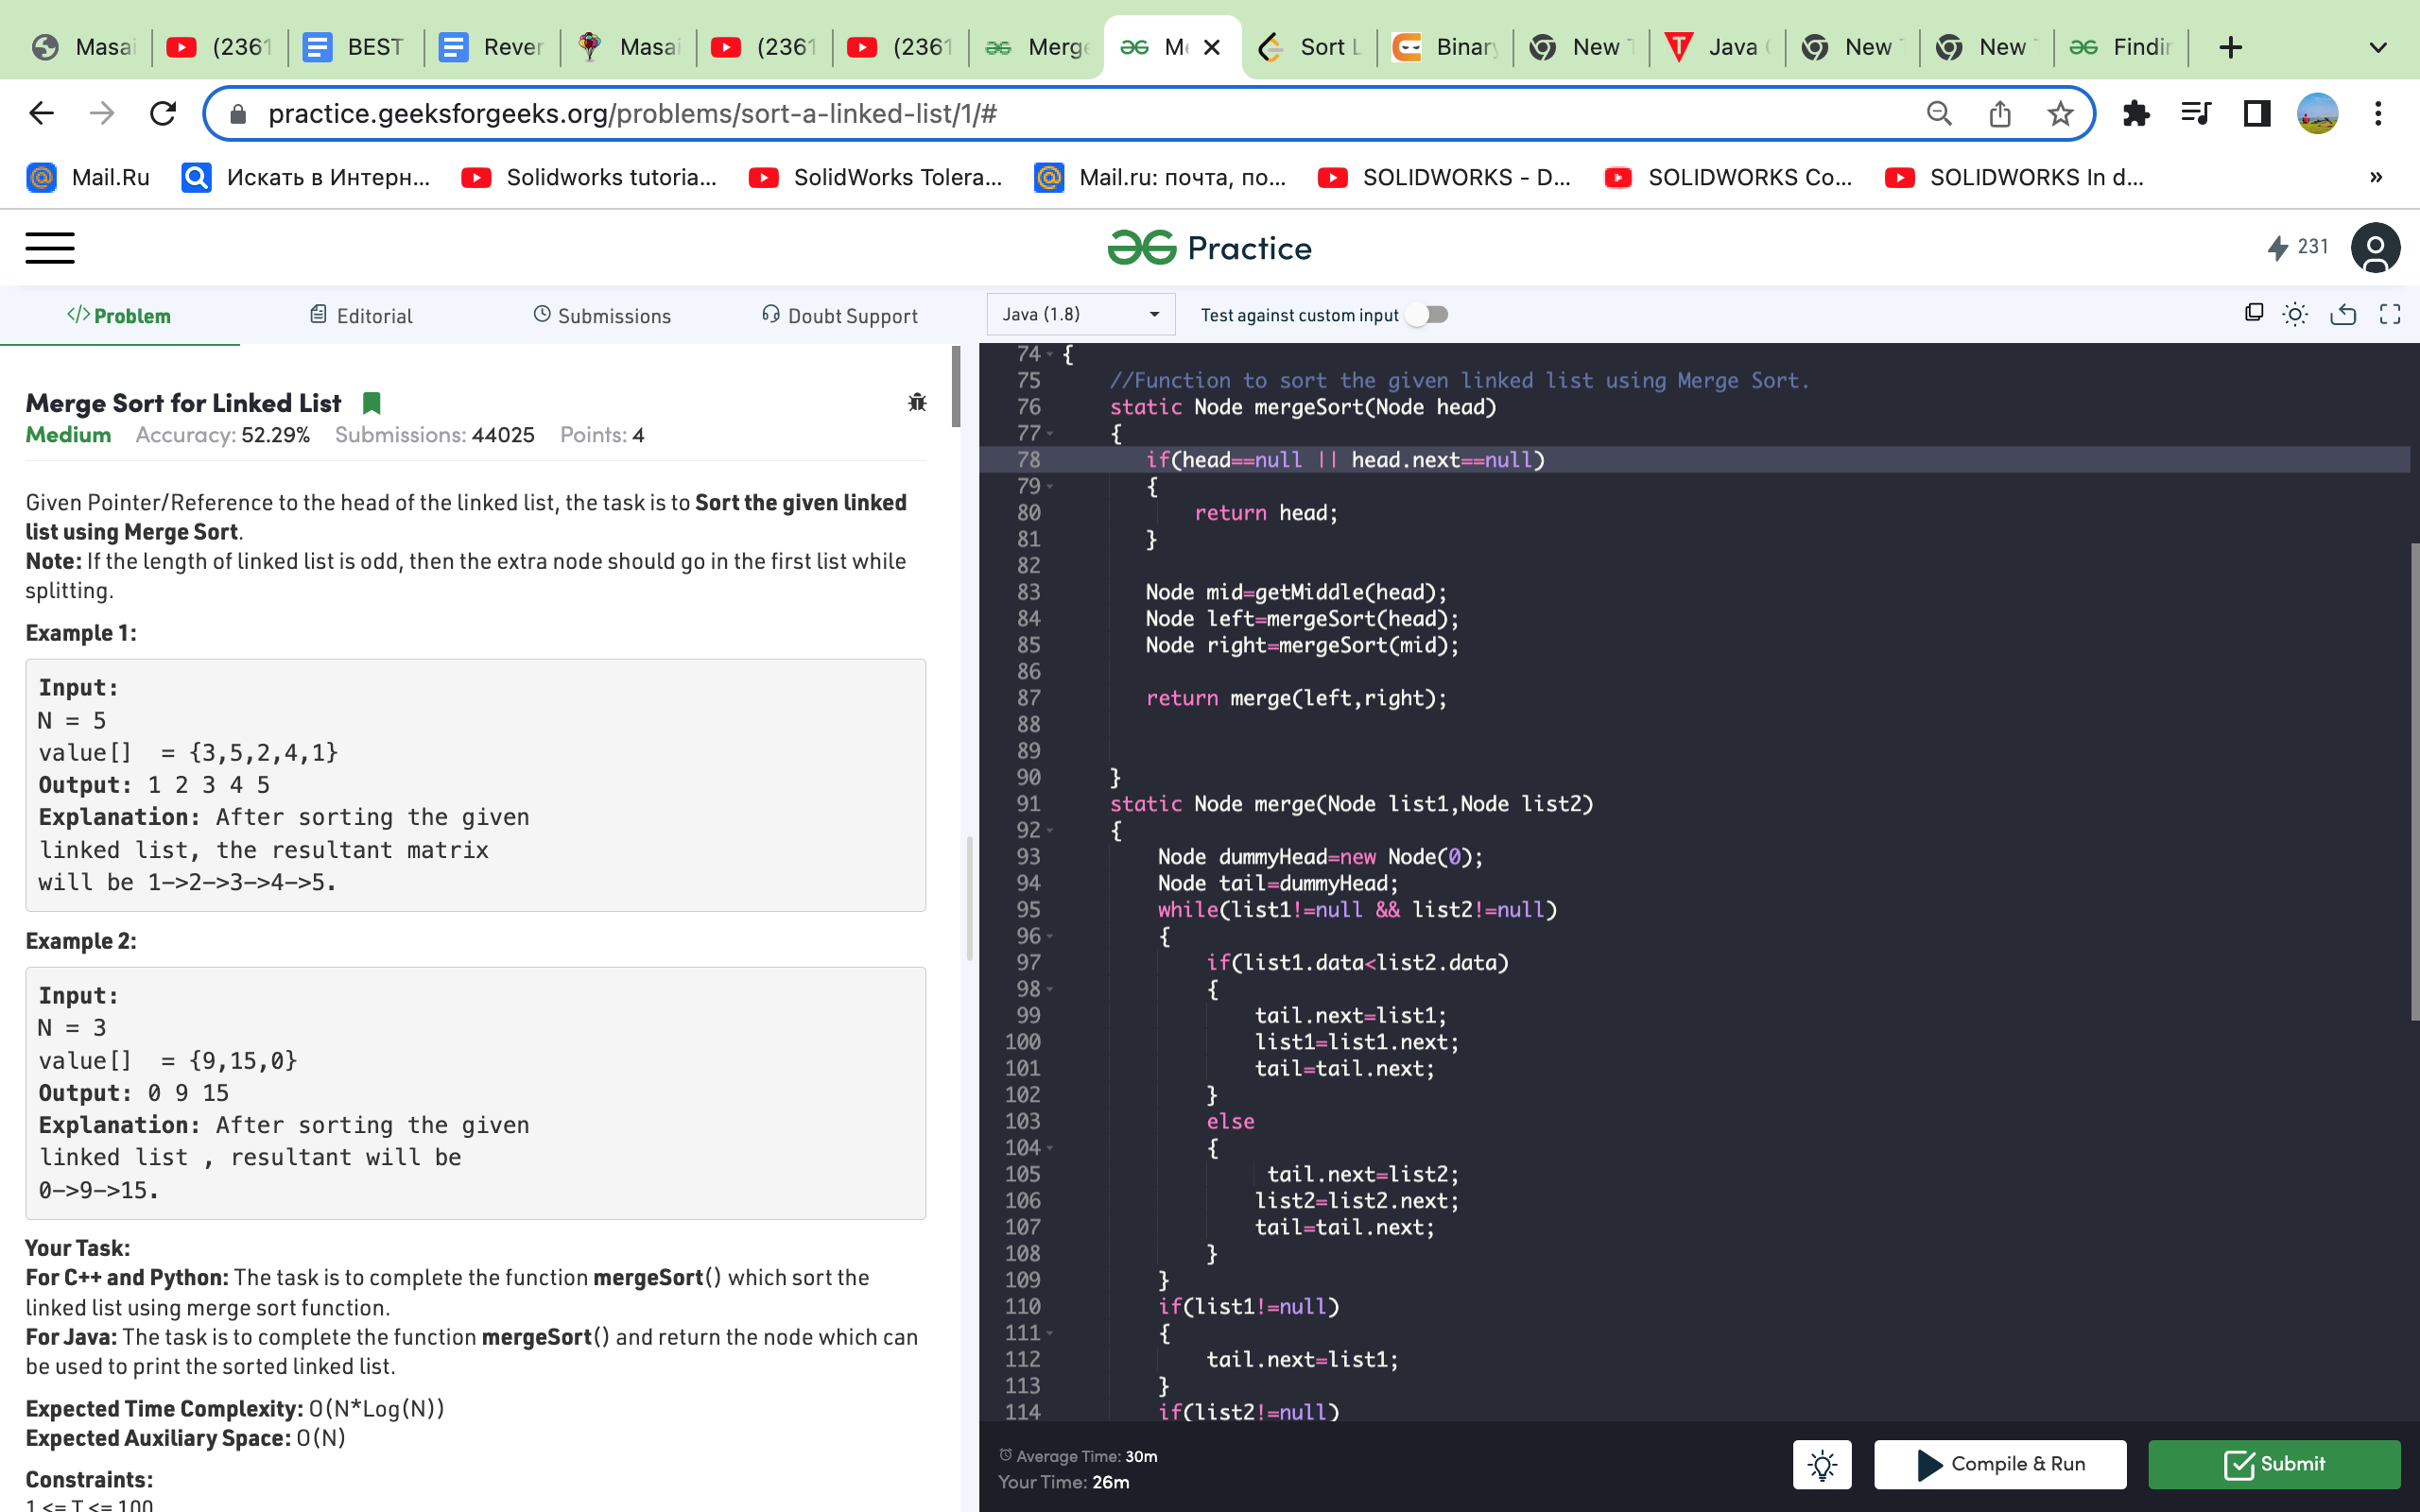 Masai
(2361
BEST
Rever
Masai
(2361
(2361
Merge
Me
Sort L
Binary
New T
Java
New
New
Findin
practice.geeksforgeeks.org/problems/sort-a-linked-list/1/#
Mail.Ru
Искать в Интерн...
Solidworks tutoria...
SolidWorks Tolera...
Mail.ru: почта, по...
SOLIDWORKS - D...
SOLIDWORKS Co...
SOLIDWORKS In d...
»
Practice
231
</> Problem
Editorial
Submissions
Doubt Support
Java (1.8)
Test against custom input
Merge Sort for Linked List
Medium Accuracy: 52.29% Submissions: 44025 Points: 4
Given Pointer/Reference to the head of the linked list, the task is to Sort the given linked
list using Merge Sort.
Note: If the length of linked list is odd, then the extra node should go in the first list while
splitting.
Example 1:
Input:
N = 5
value[]  = {3,5,2,4,1}
Output: 1 2 3 4 5
Explanation: After sorting the given
linked list, the resultant matrix
will be 1->2->3->4->5.
Example 2:
Input:
N = 3
value[]  = {9,15,0}
Output: 0 9 15
Explanation: After sorting the given
linked list , resultant will be
0->9->15.
Your Task:
For C++ and Python: The task is to complete the function mergeSort() which sort the
linked list using merge sort function.
For Java: The task is to complete the function mergeSort() and return the node which can
be used to print the sorted linked list.
Expected Time Complexity: O(N*Log(N))
Expected Auxiliary Space: O(N)
Constraints:
1 <= T <= 100
74 {
75 //Function to sort the given linked list using Merge Sort.
76 static Node mergeSort(Node head)
77 {
78 if(head==null || head.next==null)
79 {
80 return head;
81 }
82
83 Node mid=getMiddle(head);
84 Node left=mergeSort(head);
85 Node right=mergeSort(mid);
86
87 return merge(left,right);
88
89
90 }
91 static Node merge(Node list1,Node list2)
92 {
93 Node dummyHead=new Node(0);
94 Node tail=dummyHead;
95 while(list1!=null && list2!=null)
96 {
97 if(list1.data<list2.data)
98 {
99 tail.next=list1;
100 list1=list1.next;
101 tail=tail.next;
102 }
103 else
104 {
105 tail.next=list2;
106 list2=list2.next;
107 tail=tail.next;
108 }
109 }
110 if(list1!=null)
111 {
112 tail.next=list1;
113 }
114 if(list2!=null)
Average Time: 30m
Your Time: 26m
Compile & Run
Submit